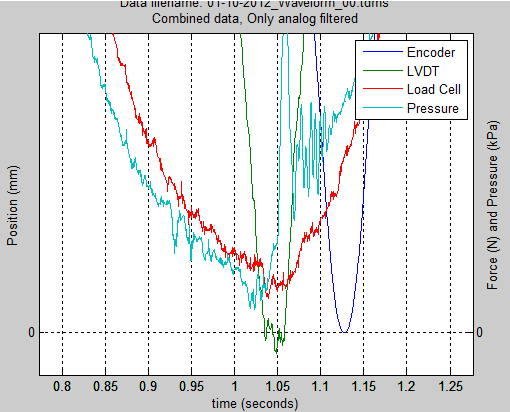 Data filename: 01-10-2012_Waveform_00.tdms
Combined data, Only analog filtered
Encoder
LVDT
Load Cell
Pressure
Position (mm)
Force (N) and Pressure (kPa)
0
0
0.8 0.85 0.9 0.95 1 1.05 1.1 1.15 1.2 1.25
time (seconds)